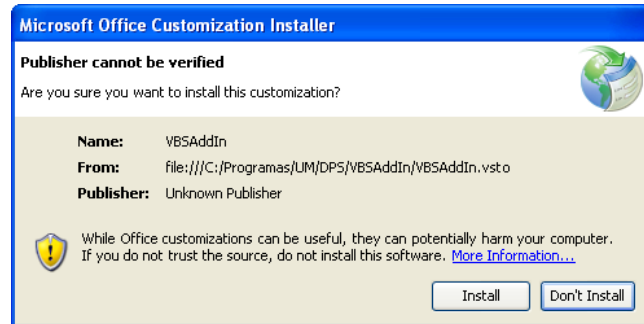 Microsoft Office Customization Installer
Publisher cannot be verified
Are you sure you want to install this customization?
Name: VBSAddIn
From: file:///C:/Programas/UM/DPS/VBSAddIn/VBSAddIn.vsto
Publisher: Unknown Publisher
While Office customizations can be useful, they can potentially harm your computer.
If you do not trust the source, do not install this software. More Information...
Install Don't Install